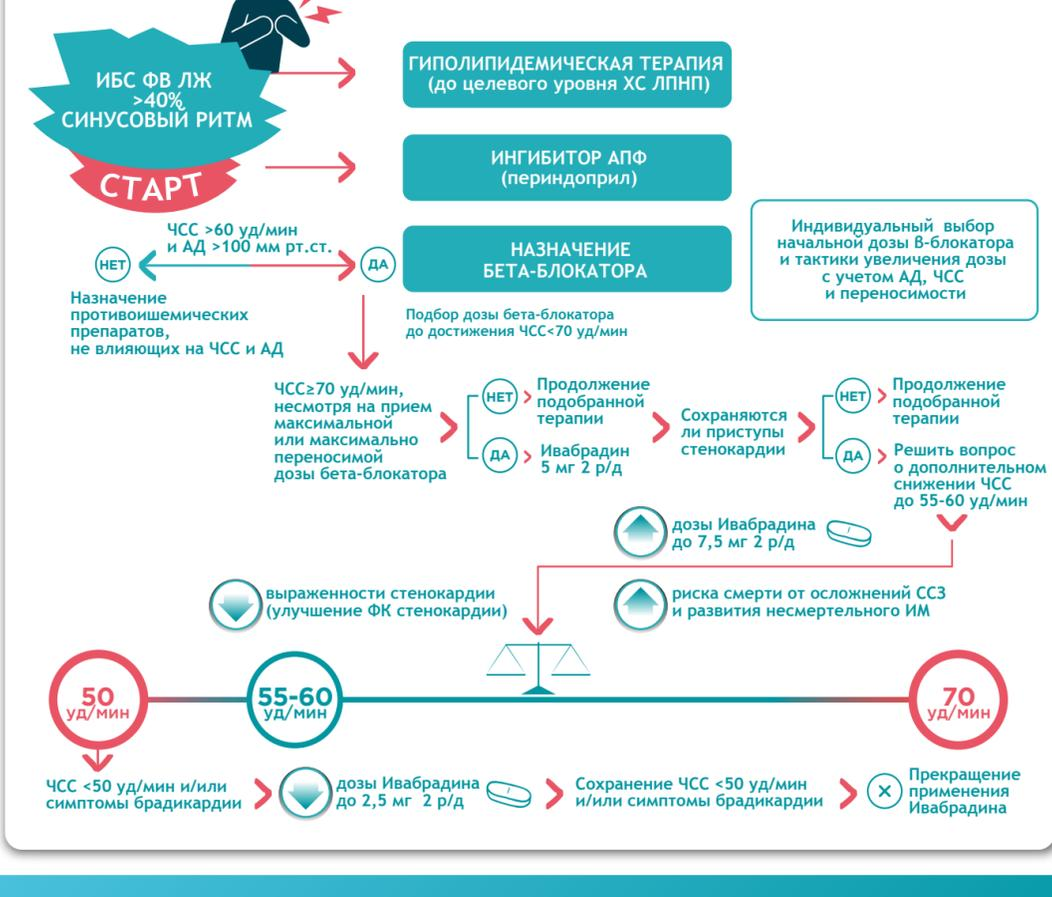 ИБС ФВ ЛЖ
>40%
СИНУСОВЫЙ РИТМ
СТАРТ
ГИПОЛИПИДЕМИЧЕСКАЯ ТЕРАПИЯ
(до целевого уровня ХС ЛПНП)
ИНГИБИТОР АПФ
(периндоприл)
ЧСС >60 уд/мин
и АД >100 мм рт.ст.
НЕТ
ДА
НАЗНАЧЕНИЕ
БЕТА-БЛОКАТОРА
Индивидуальный выбор
начальной дозы ß-блокатора
и тактики увеличения дозы
с учетом АД, ЧСС
и переносимости
Назначение
противоишемических
препаратов,
не влияющих на ЧСС и АД
Подбор дозы бета-блокатора
до достижения ЧСС<70 уд/мин
ЧСС≥70 уд/мин,
несмотря на прием
максимальной
или максимально
переносимой
дозы бета-блокатора
НЕТ
Продолжение
подобранной
терапии
ДА
Ивабрадин
5 мг 2 р/д
Сохраняются
ли приступы
стенокардии
НЕТ
Продолжение
подобранной
терапии
ДА
Решить вопрос
о дополнительном
снижении ЧСС
до 55-60 уд/мин
дозы Ивабрадина
до 7,5 мг 2 р/д
выраженности стенокардии
(улучшение ФК стенокардии)
риска смерти от осложнений ССЗ
и развития несмертельного ИМ
50
уд/мин
55-60
уд/мин
70
уд/мин
ЧСС <50 уд/мин и/или
симптомы брадикардии
дозы Ивабрадина
до 2,5 мг 2 р/д
Сохранение ЧСС <50 уд/мин
и/или симптомы брадикардии
Прекращение
применения
Ивабрадина